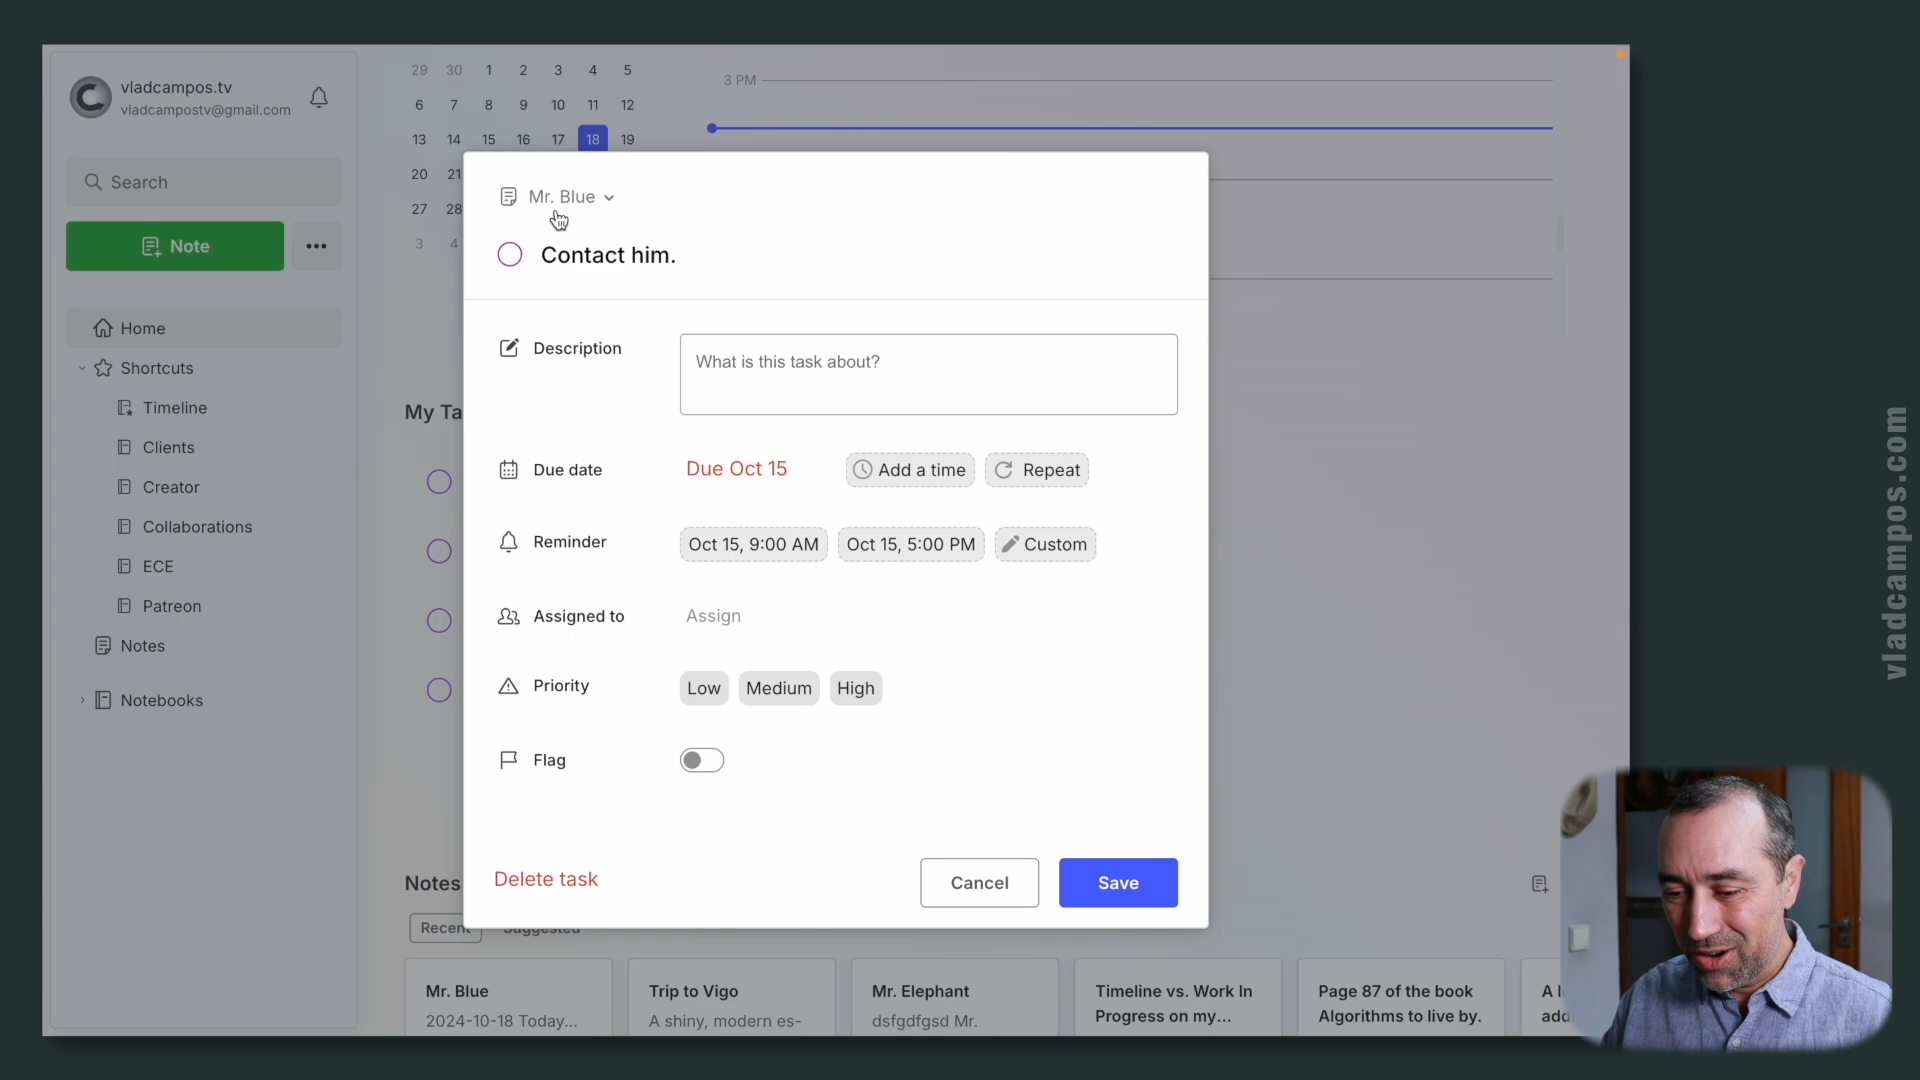 vladcampos.tv
vladcampostv@gmail.com
Search
Note
Home
Shortcuts
Timeline
Clients
Creator
Collaborations
ECE
Patreon
Notes
Notebooks
29 30 1 2 3 4 5
6 7 8 9 10 11 12
13 14 15 16 17 18 19
20 21
27 28
3 4
3 PM
My Ta
Mr. Blue
Contact him.
Description
What is this task about?
Due date
Due Oct 15
Add a time
Repeat
Reminder
Oct 15, 9:00 AM
Oct 15, 5:00 PM
Custom
Assigned to
Assign
Priority
Low
Medium
High
Flag
Delete task
Cancel
Save
Notes
Recent
Suggested
Mr. Blue
2024-10-18 Today...
Trip to Vigo
A shiny, modern es-
Mr. Elephant
dsfgdfgsd Mr.
Timeline vs. Work In
Progress on my...
Page 87 of the book
Algorithms to live by.
add
vladcampos.com